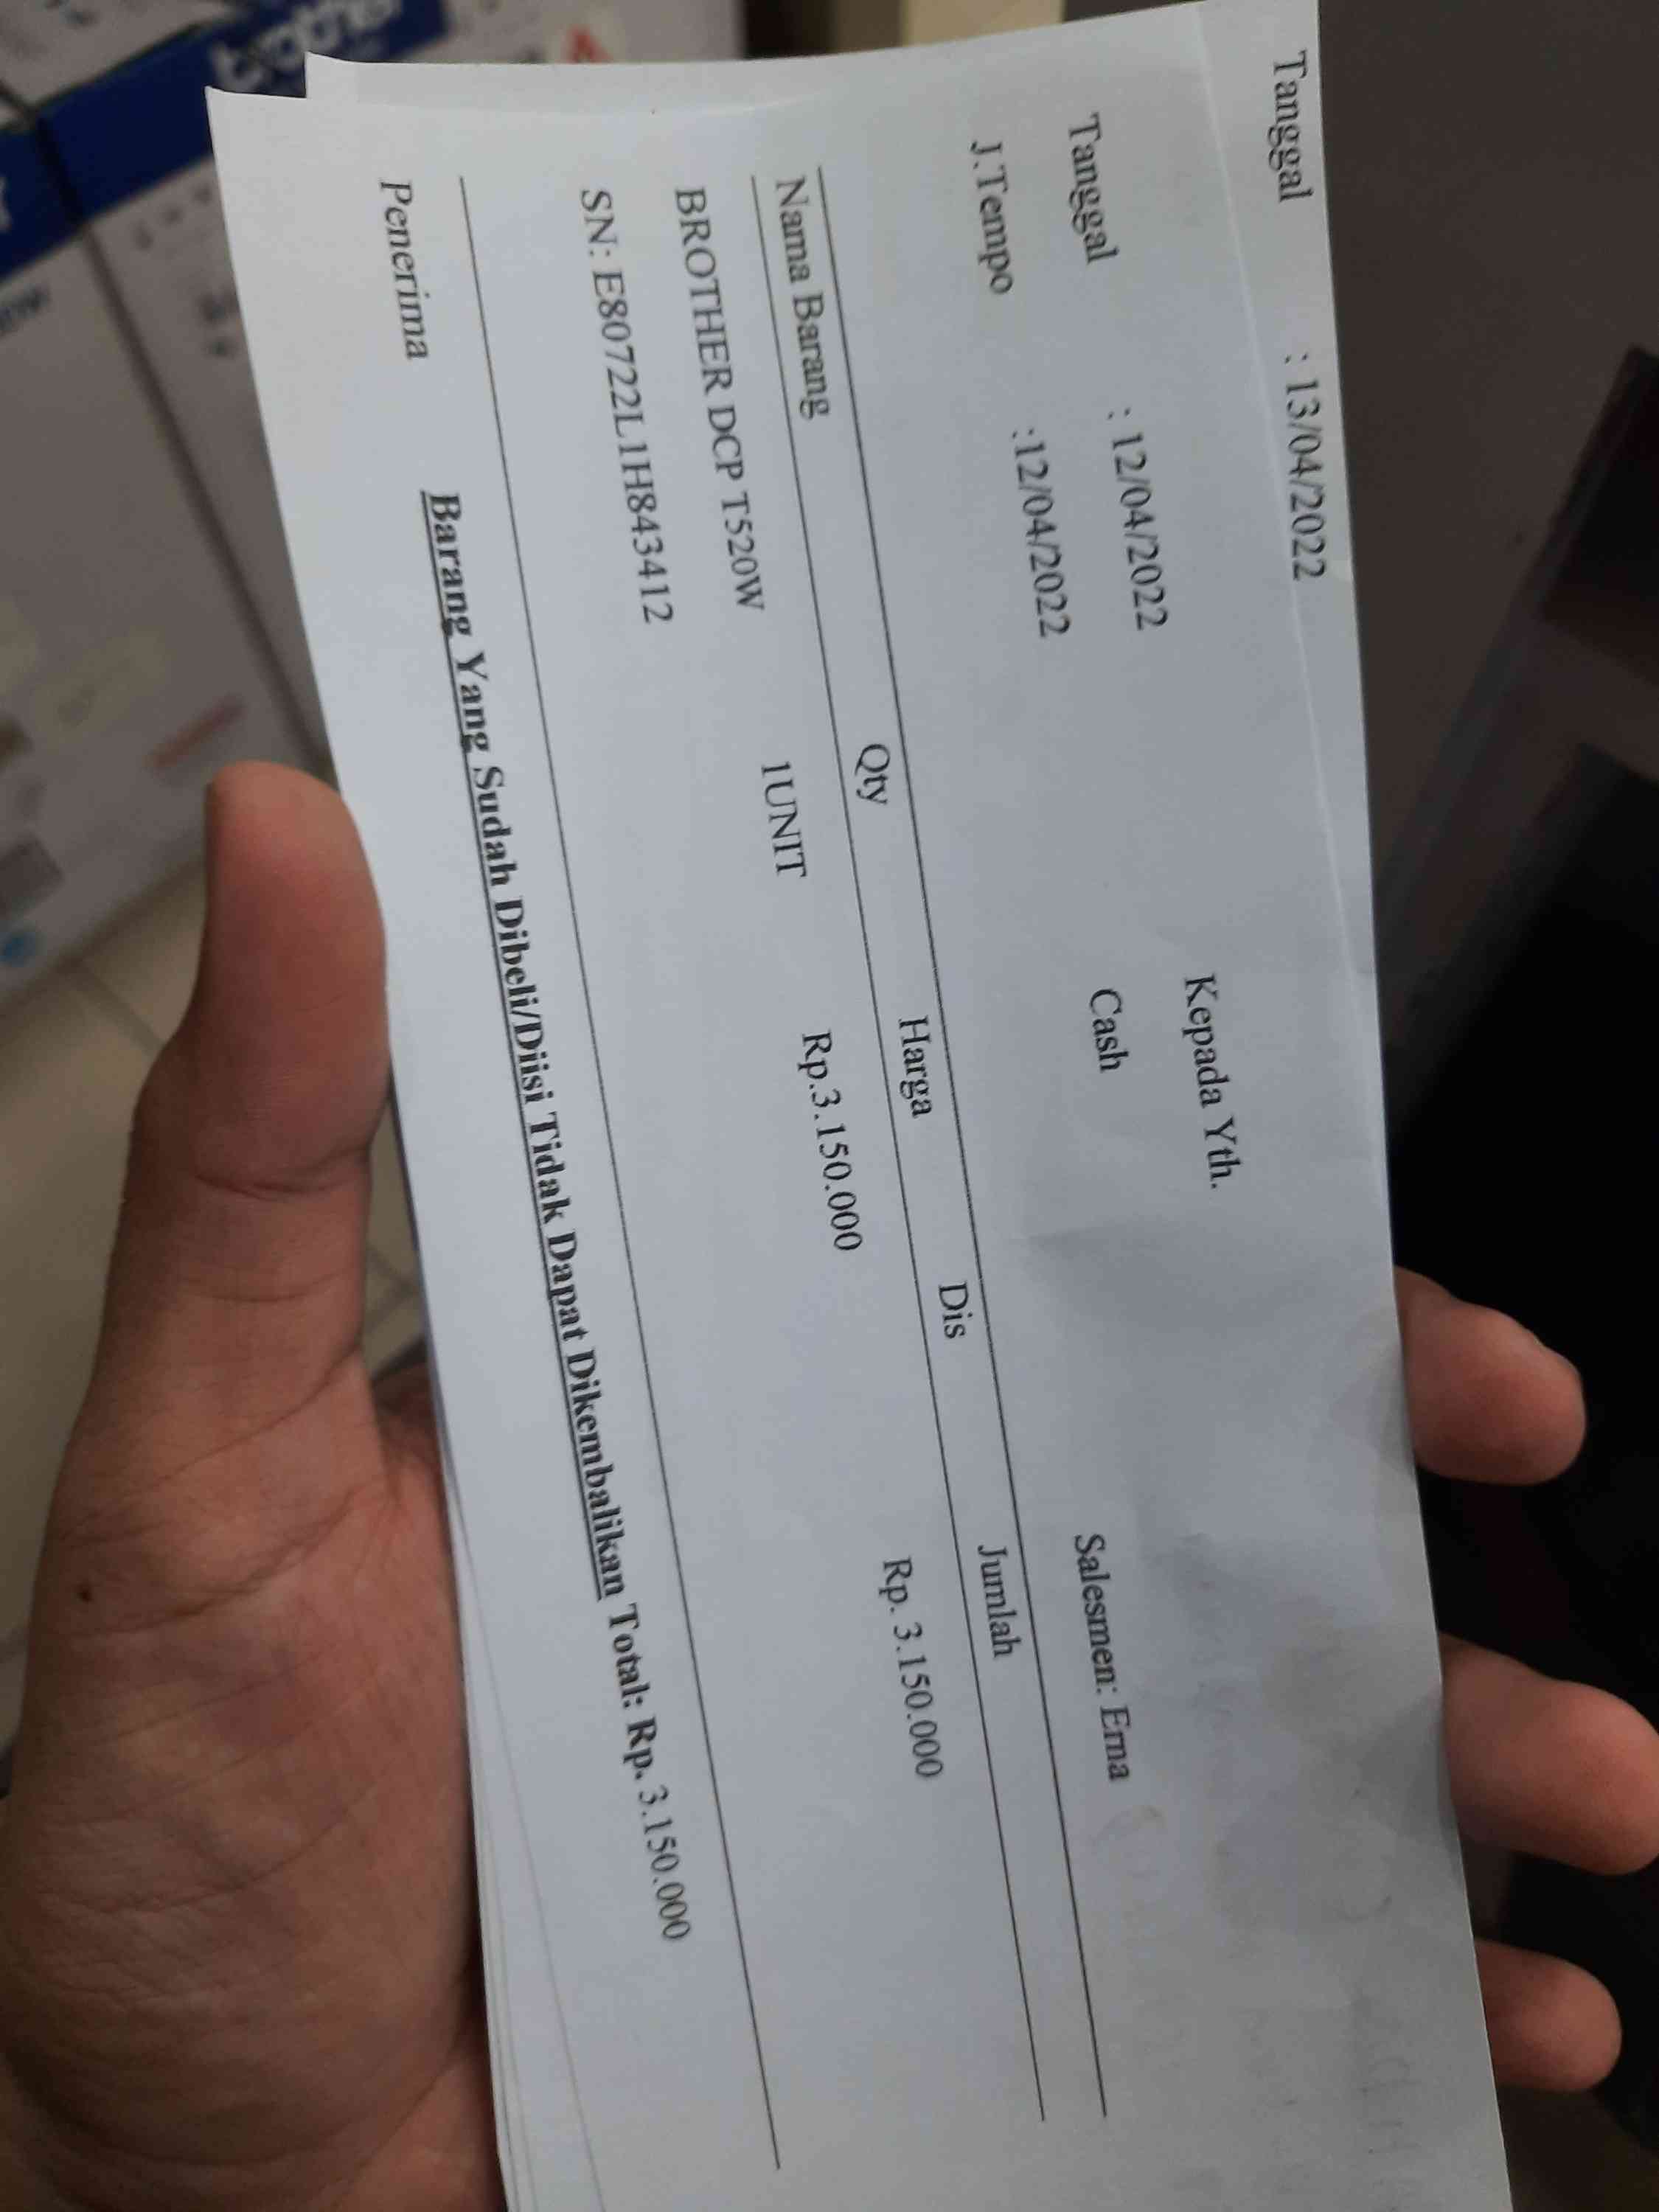 Tanggal : 13/04/2022
Kepada Yth.
Tanggal : 12/04/2022 Cash Salesmen: Erna
J.Tempo :12/04/2022
Nama Barang Qty Harga Dis Jumlah
BROTHER DCP T520W 1UNIT Rp.3.150.000 Rp. 3.150.000
SN: E80722L1H843412
Barang Yang Sudah Dibeli/Diisi Tidak Dapat Dikembalikan Total: Rp. 3.150.000
Penerima